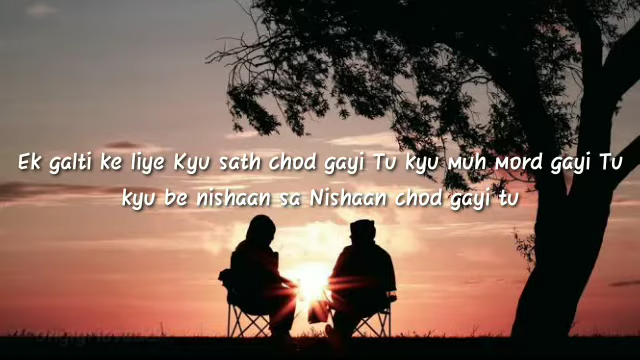 Ek galti ke liye Kyu sath chod gayi Tu kyu muh mord gayi Tu
kyu be nishaan sa Nishaan chod gayi tu